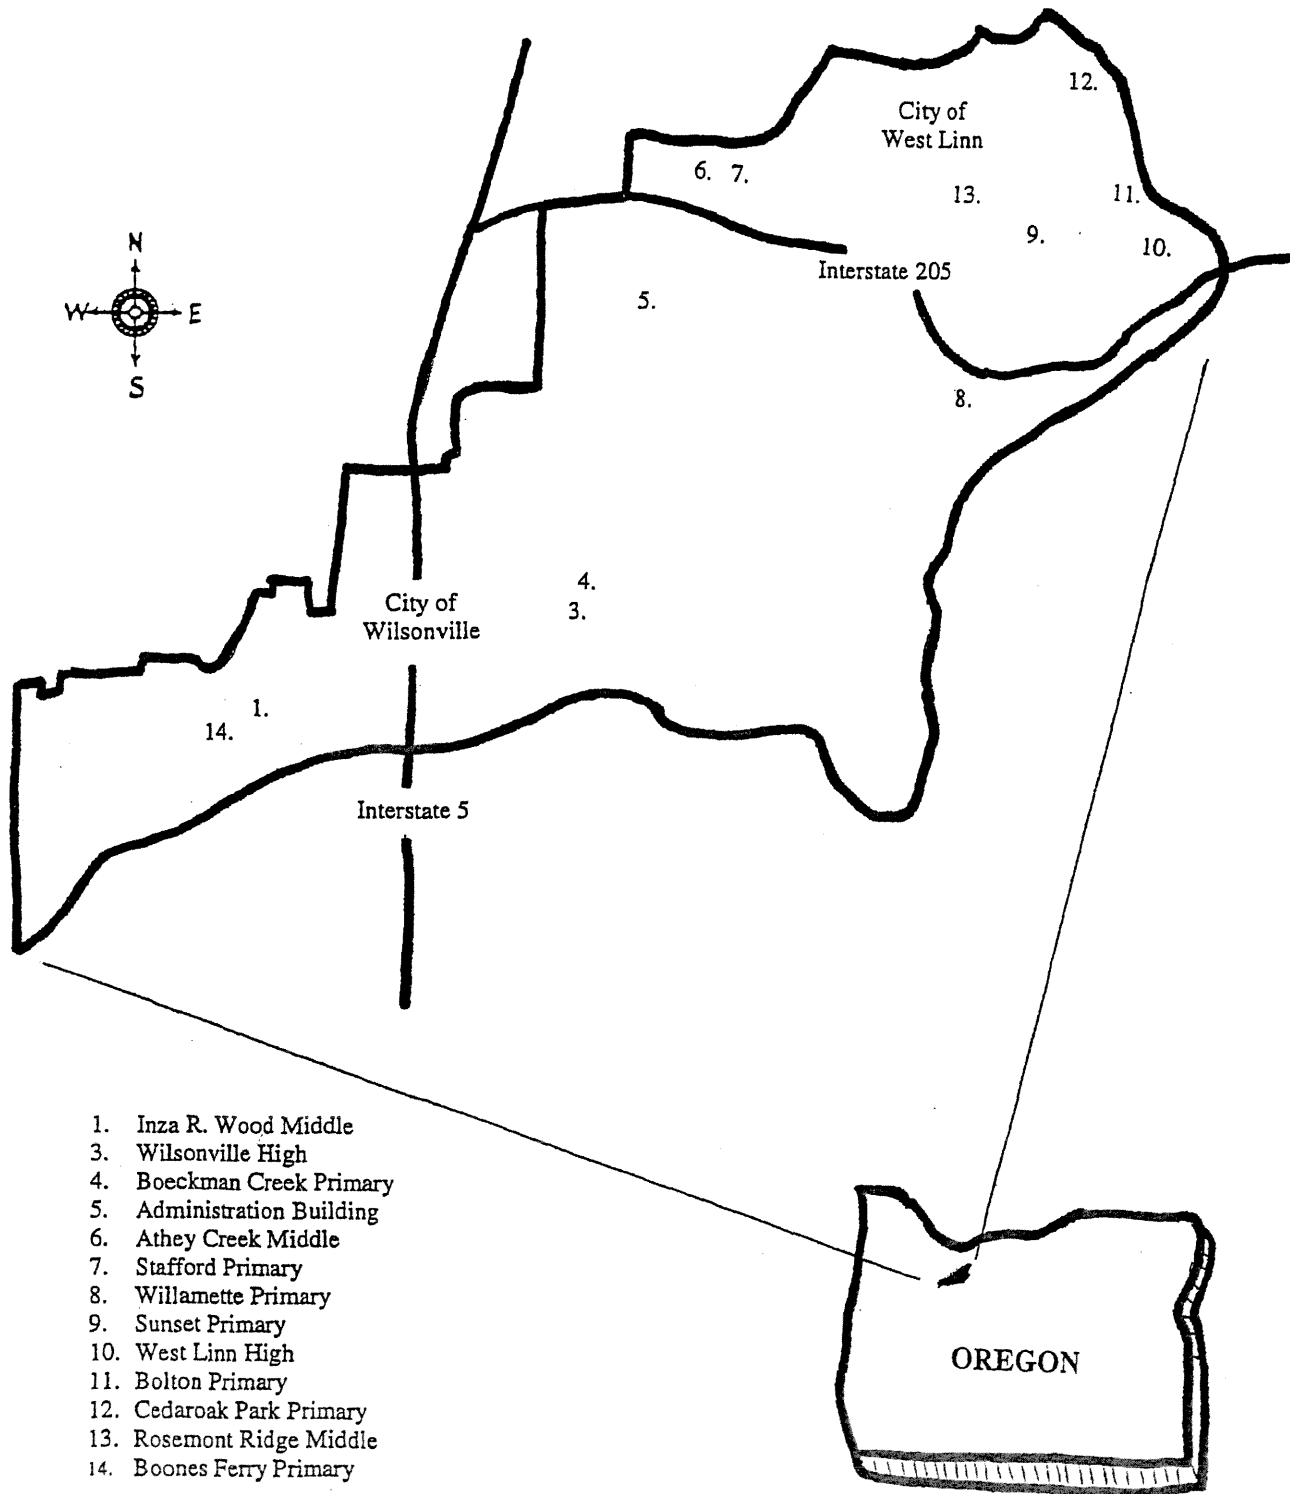 12.
City of
West Linn
6. 7.
13.
11.
9.
10.
N
W E
S
Interstate 205
5.
8.
4.
City of
Wilsonville
3.
1.
14.
Interstate 5
1. Inza R. Wood Middle
3. Wilsonville High
4. Boeckman Creek Primary
5. Administration Building
6. Athey Creek Middle
7. Stafford Primary
8. Willamette Primary
9. Sunset Primary
10. West Linn High
11. Bolton Primary
12. Cedaroak Park Primary
13. Rosemont Ridge Middle
14. Boones Ferry Primary
OREGON